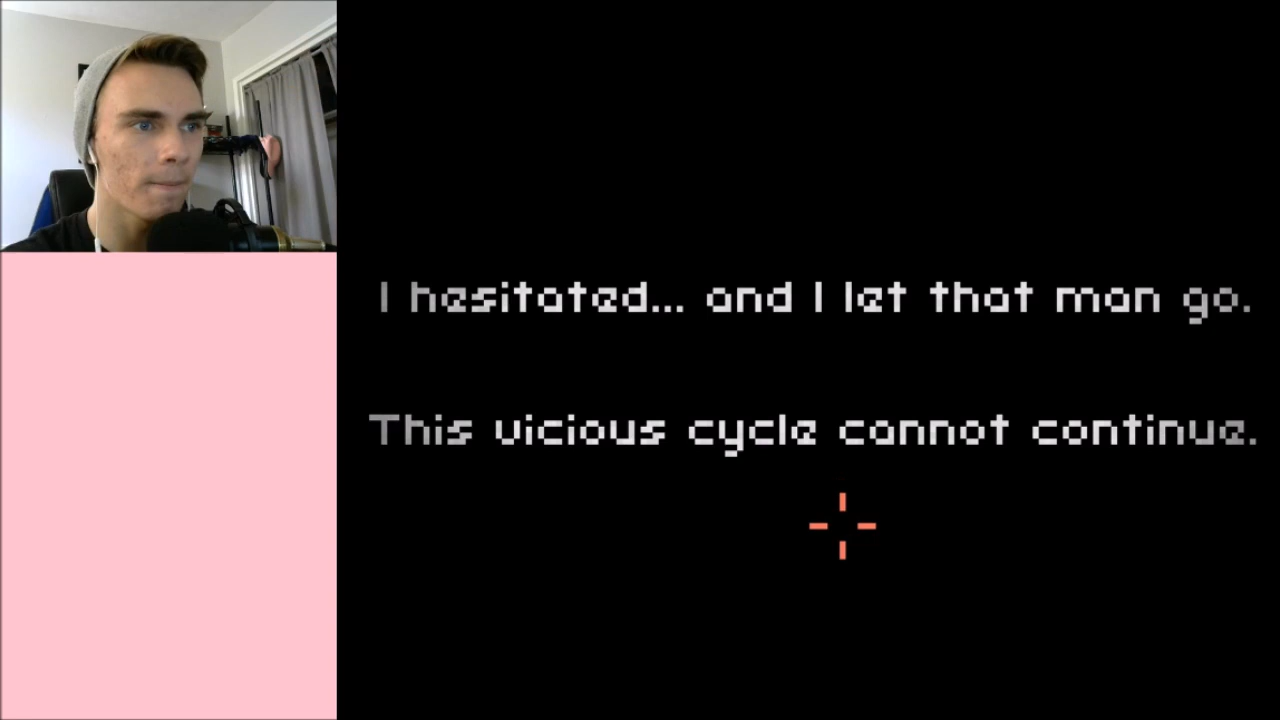 I hesitated... and I let that man go.
This vicious cycle cannot continue.